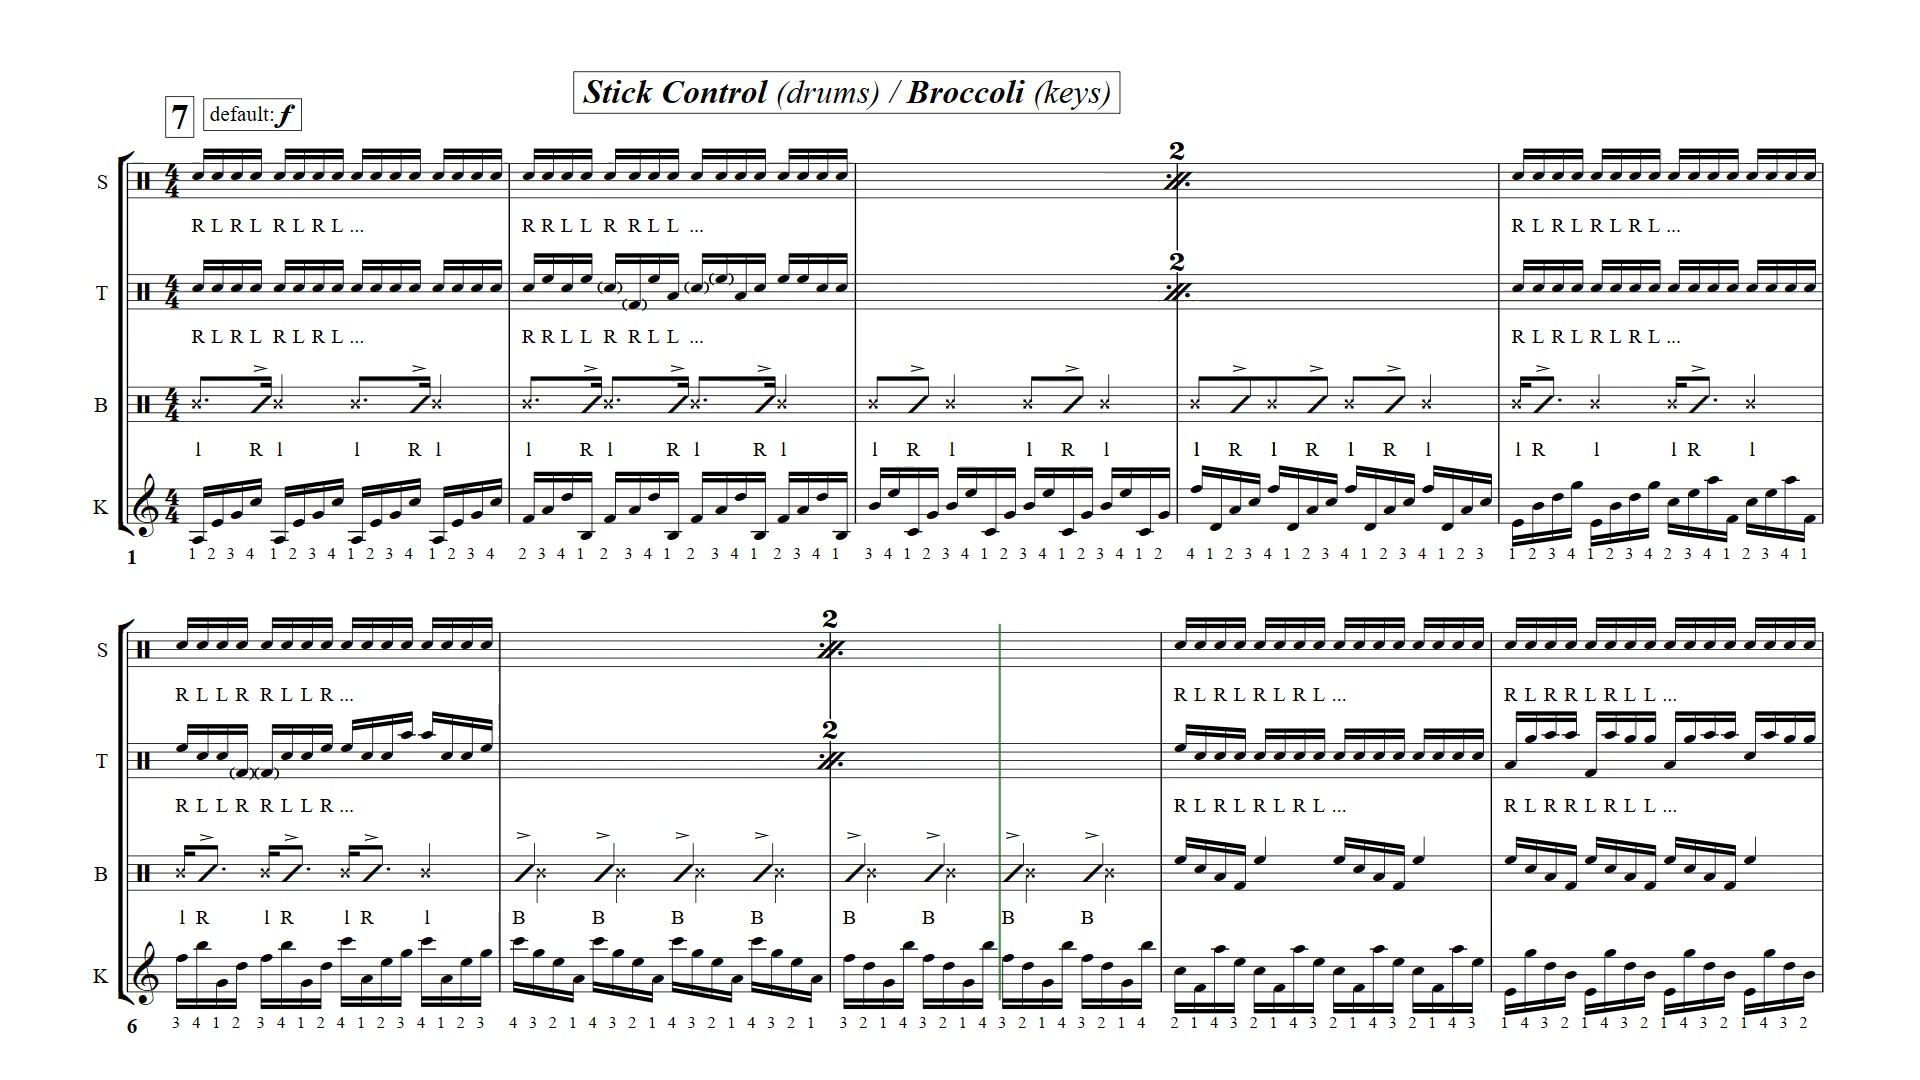 Stick Control (drums) / Broccoli (keys)
7 default: f
2
S 4 4
R L R L R L R L ... R R L L R R L L ... R L R L R L R L ...
2
T 4 4
R L R L R L R L ... R R L L R R L L ... R L R L R L R L ...
B 4 4
l R l l R l l R l R l R l l R l l R l l R l R l R l l R l l R l
K 4 4
1 2 3 4 1 2 3 4 1 2 3 4 1 2 3 4 2 3 4 1 2 3 4 1 2 3 4 1 2 3 4 1 3 4 1 2 3 4 1 2 3 4 1 2 3 4 1 2 4 1 2 3 4 1 2 3 4 1 2 3 4 1 2 3 1 2 3 4 1 2 3 4 2 3 4 1 2 3 4 1
1
2
S
R L L R R L L R ... R L R L R L R L ... R L R R L R L L ...
2
T
R L L R R L L R ... R L R L R L R L ... R L R R L R L L ...
B
l R l R l R l B B B B B B B B
K
3 4 1 2 3 4 1 2 4 1 2 3 4 1 2 3 4 3 2 1 4 3 2 1 4 3 2 1 4 3 2 1 3 2 1 4 3 2 1 4 3 2 1 4 3 2 1 4 2 1 4 3 2 1 4 3 2 1 4 3 2 1 4 3 1 4 3 2 1 4 3 2 1 4 3 2 1 4 3 2
6